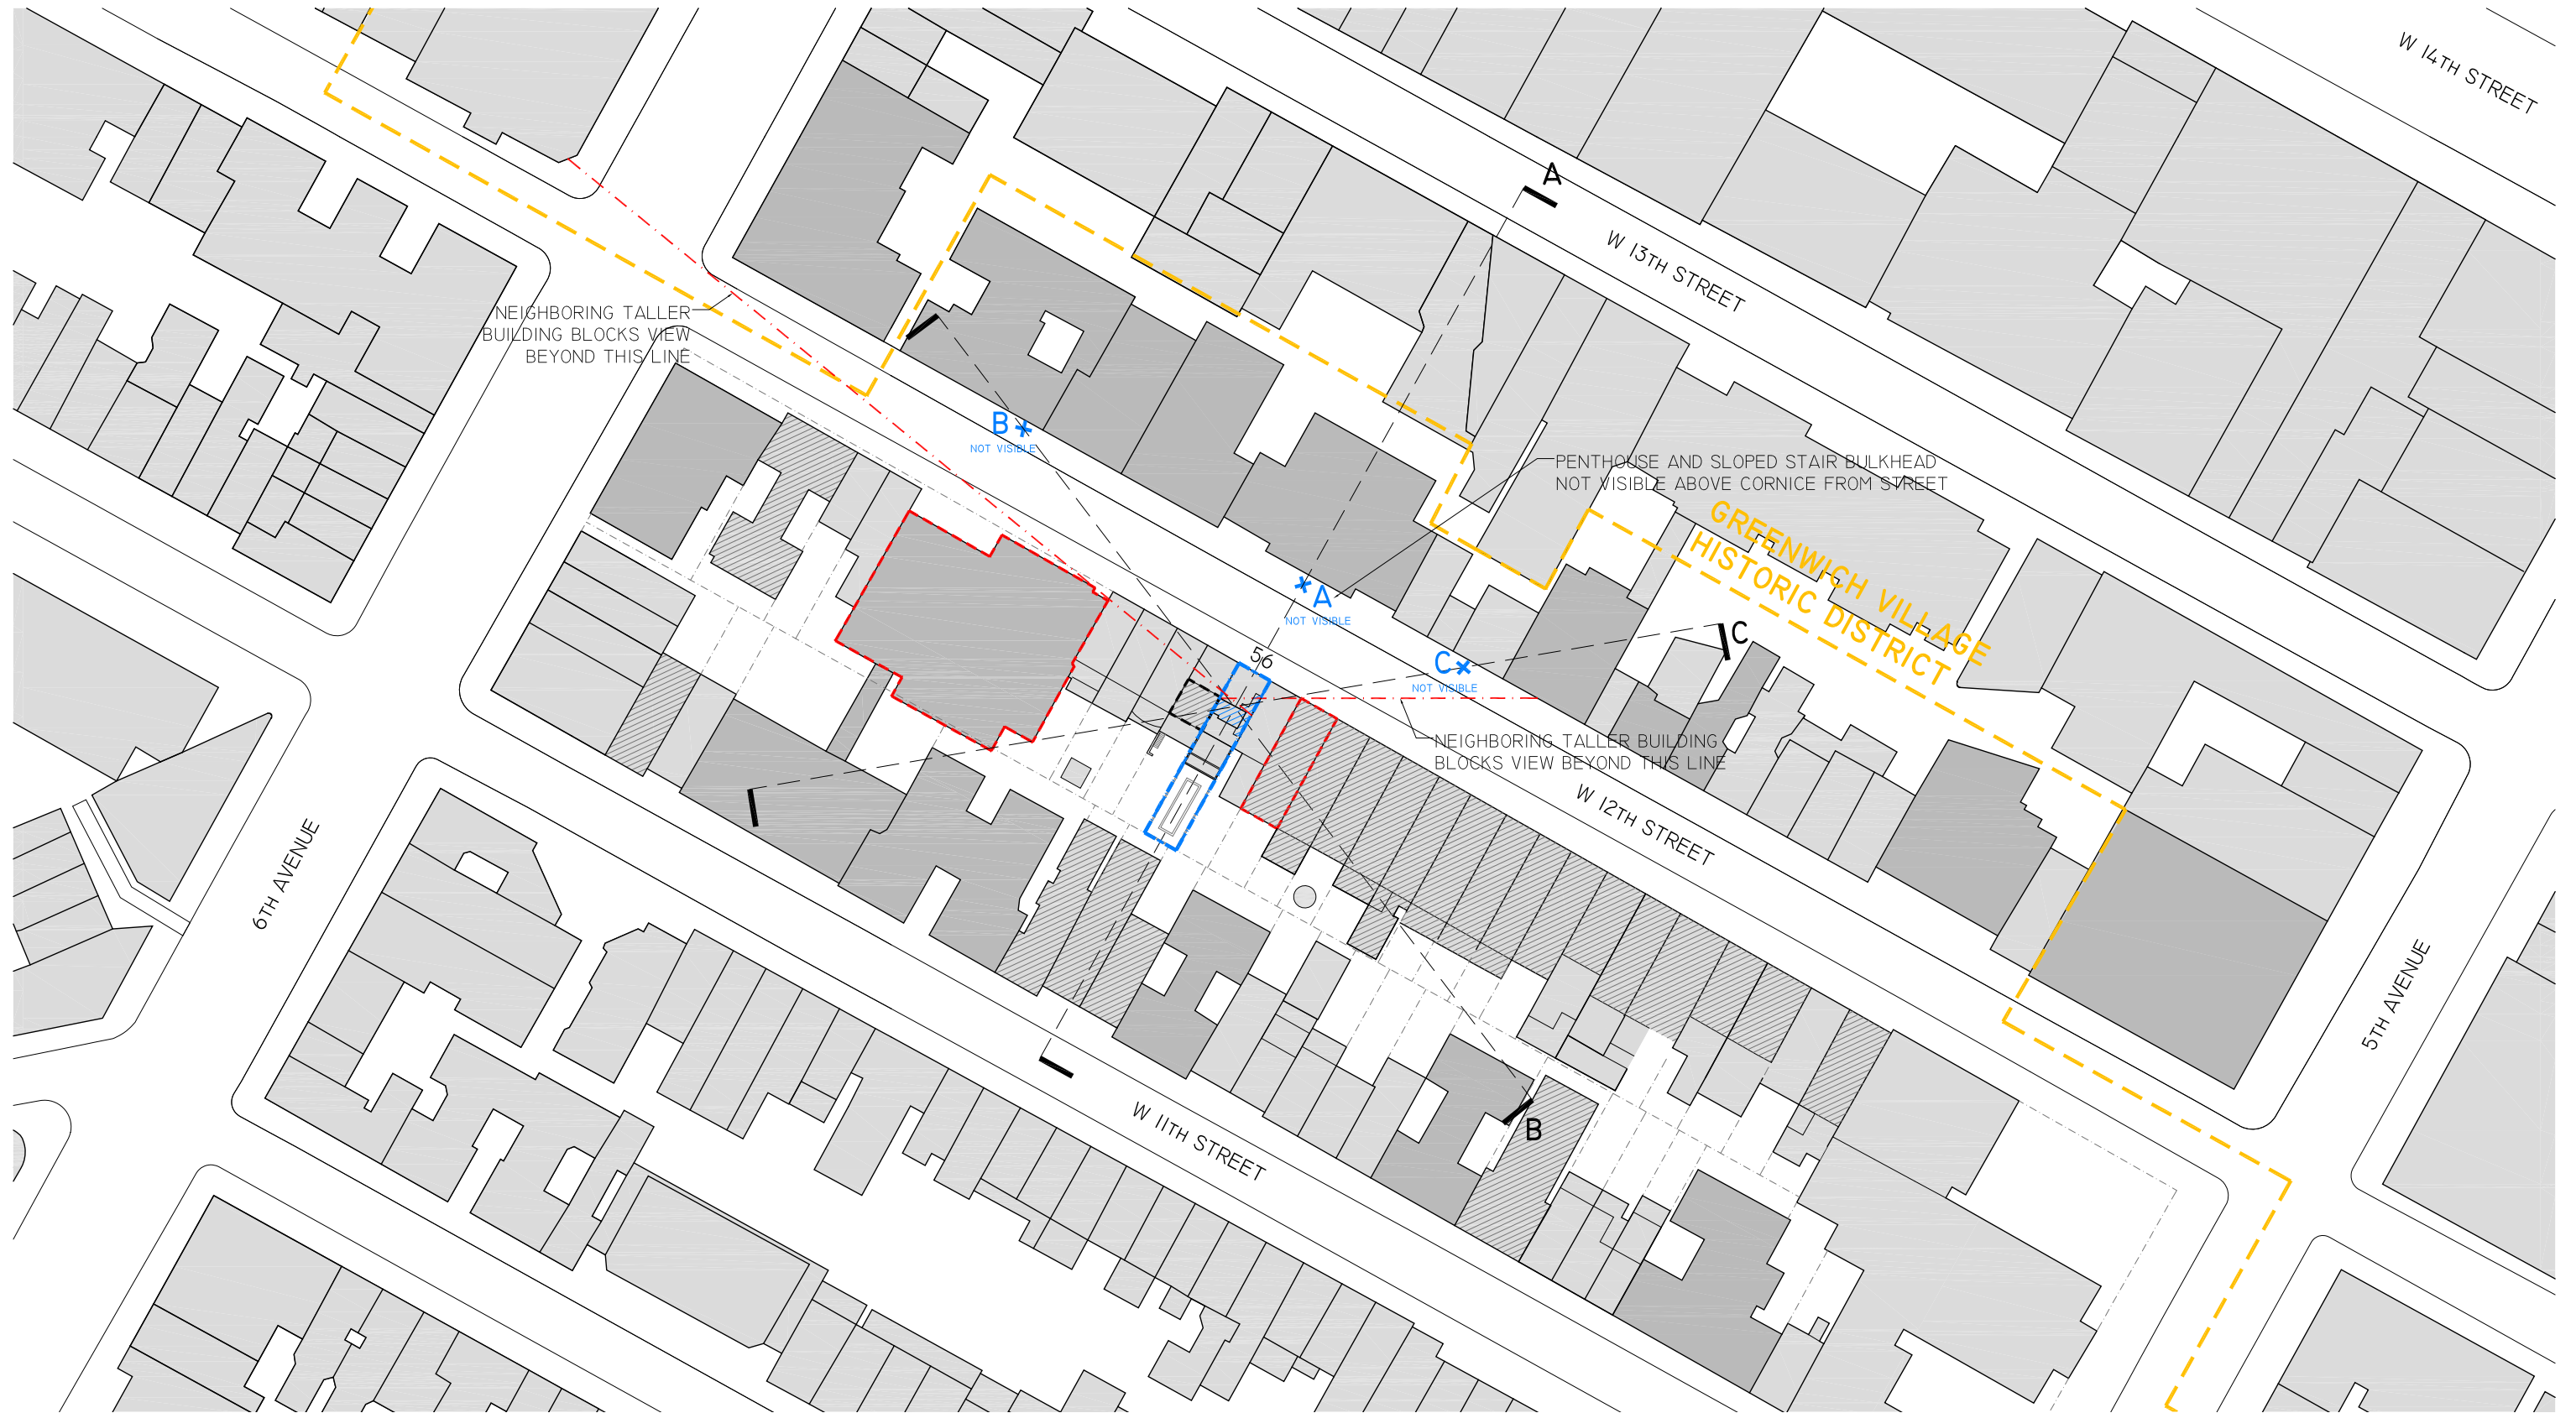 W 14TH STREET
A
W 13TH STREET
NEIGHBORING TALLER
BUILDING BLOCKS VIEW
BEYOND THIS LINE
B
NOT VISIBLE
PENTHOUSE AND SLOPED STAIR BULKHEAD
NOT VISIBLE ABOVE CORNICE FROM STREET
GREENWICH VILLAGE
HISTORIC DISTRICT
A
NOT VISIBLE
C
C
NOT VISIBLE
56
NEIGHBORING TALLER BUILDING
BLOCKS VIEW BEYOND THIS LINE
W 12TH STREET
6TH AVENUE
5TH AVENUE
W 11TH STREET
B